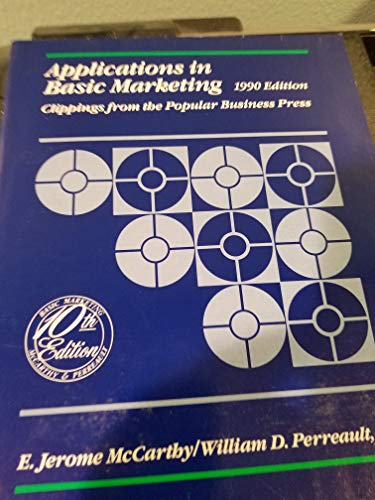 Applications in
Basic Marketing 1990 Edition
Clippings from the Popular Business Press
BASIC MARKETING
10th
Edition
McCARTHY & PERREAULT
E. Jerome McCarthy/William D. Perreault,